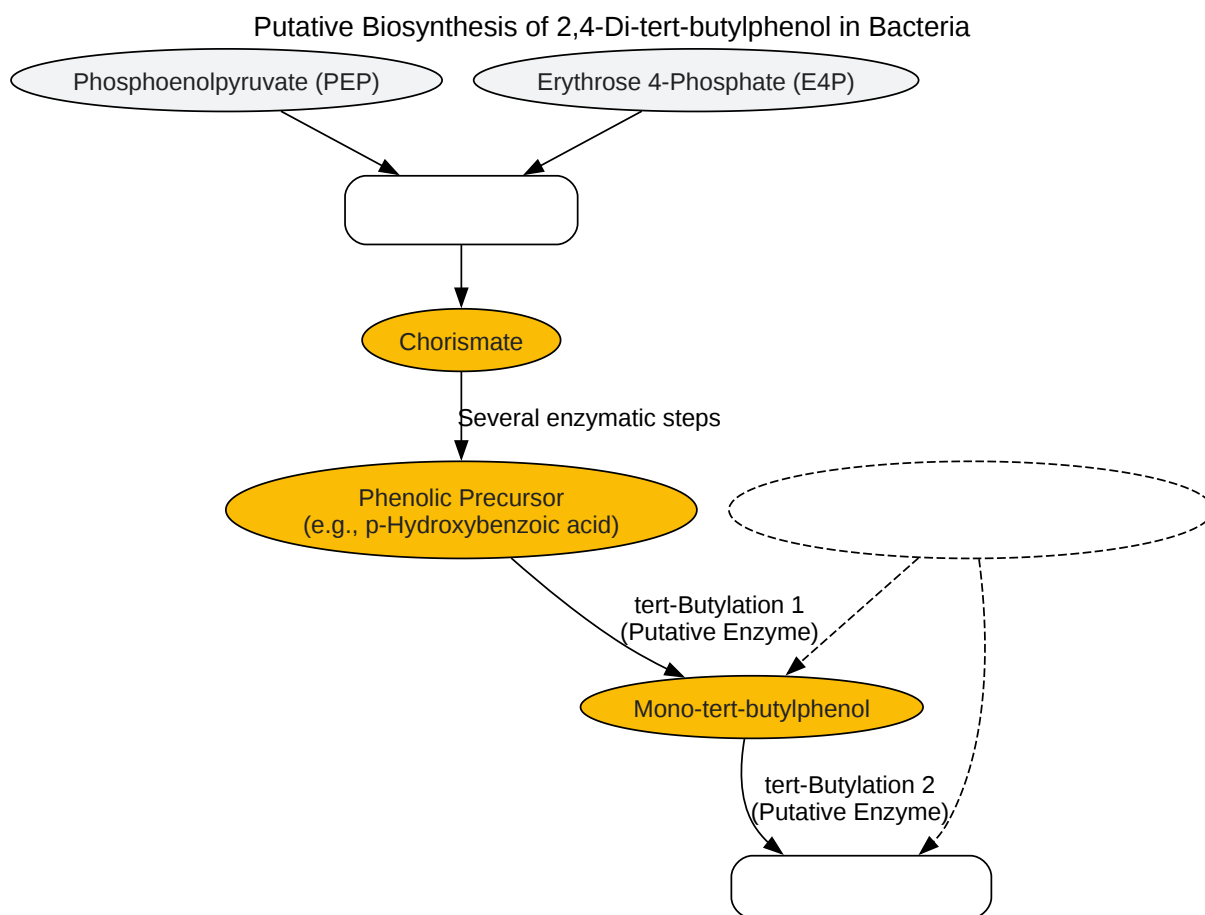 Putative Biosynthesis of 2,4-Di-tert-butylphenol in Bacteria
Phosphoenolpyruvate (PEP)
Erythrose 4-Phosphate (E4P)
Chorismate
Several enzymatic steps
Phenolic Precursor
(e.g., p-Hydroxybenzoic acid)
tert-Butylation 1
(Putative Enzyme)
Mono-tert-butylphenol
tert-Butylation 2
(Putative Enzyme)